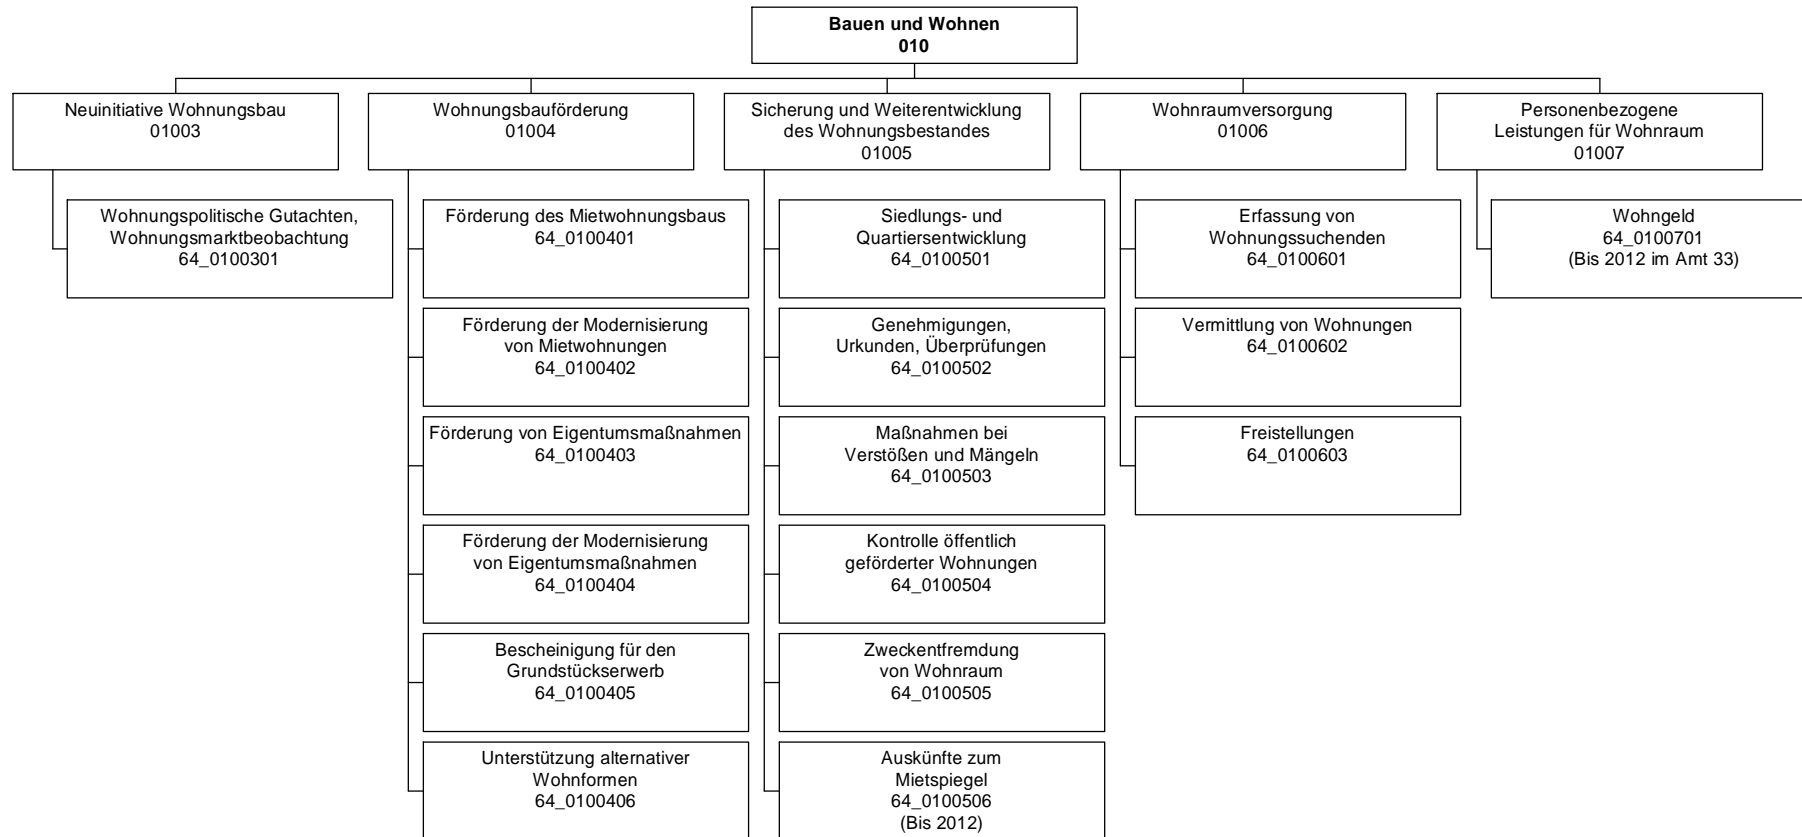 Bauen und Wohnen
010
Neuinitiative Wohnungsbau
01003
Wohnungspolitische Gutachten,
Wohnungsmarktbeobachtung
64_0100301
Wohnungsbauförderung
01004
Förderung des Mietwohnungsbaus
64_0100401
Förderung der Modernisierung
von Mietwohnungen
64_0100402
Förderung von Eigentumsmaßnahmen
64_0100403
Förderung der Modernisierung
von Eigentumsmaßnahmen
64_0100404
Bescheinigung für den
Grundstückserwerb
64_0100405
Unterstützung alternativer
Wohnformen
64_0100406
Sicherung und Weiterentwicklung
des Wohnungsbestandes
01005
Siedlungs- und
Quartiersentwicklung
64_0100501
Genehmigungen,
Urkunden, Überprüfungen
64_0100502
Maßnahmen bei
Verstößen und Mängeln
64_0100503
Kontrolle öffentlich
geförderter Wohnungen
64_0100504
Zweckentfremdung
von Wohnraum
64_0100505
Auskünfte zum
Mietspiegel
64_0100506
(Bis 2012)
Wohnraumversorgung
01006
Erfassung von
Wohnungssuchenden
64_0100601
Vermittlung von Wohnungen
64_0100602
Freistellungen
64_0100603
Personenbezogene
Leistungen für Wohnraum
01007
Wohngeld
64_0100701
(Bis 2012 im Amt 33)